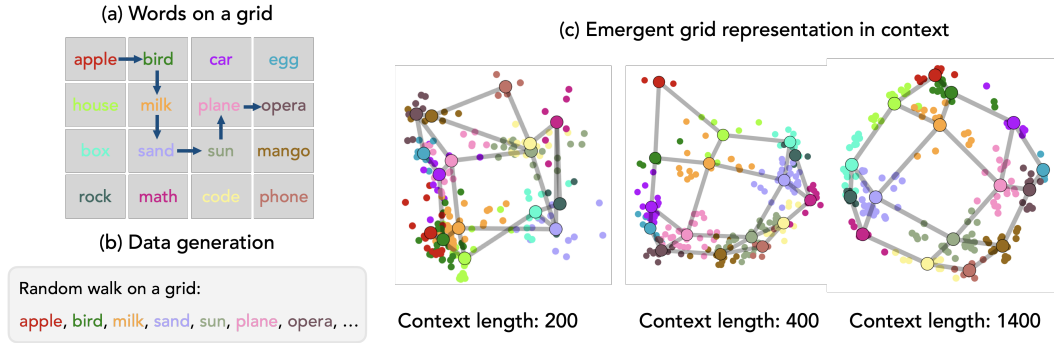 (a) Words on a grid
apple bird car egg
house milk plane opera
box sand sun mango
rock math code phone
(b) Data generation
Random walk on a grid:
apple, bird, milk, sand, sun, plane, opera, ...
(c) Emergent grid representation in context
Context length: 200
Context length: 400
Context length: 1400